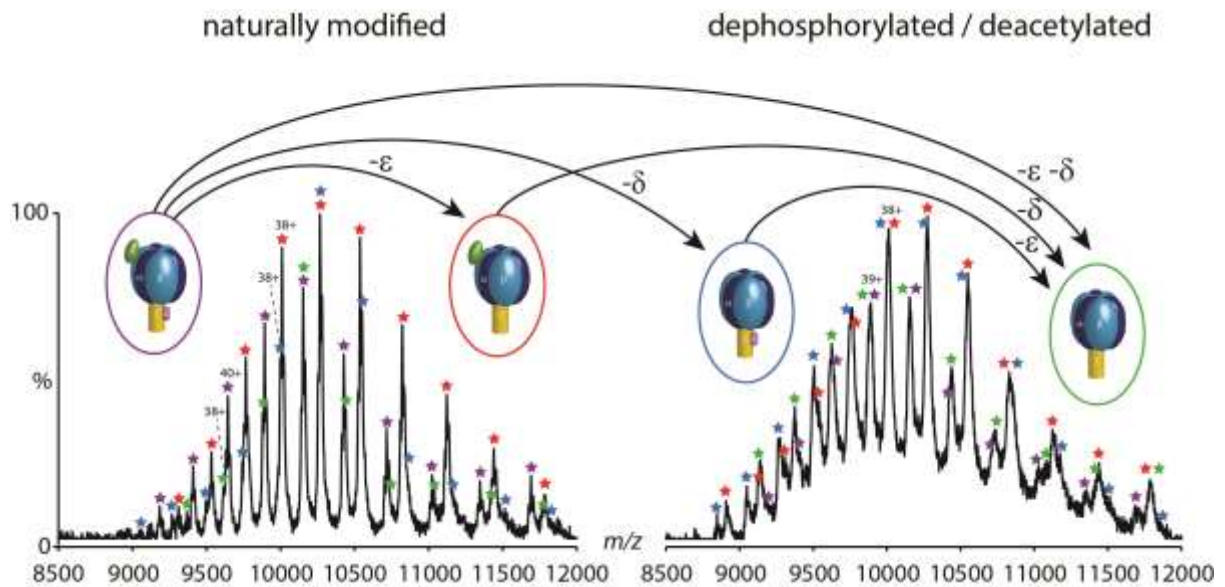 naturally modified
dephosphorylated / deacetylated
-ε
-δ
-ε -δ
-δ
-ε
100
%
0
38+
38+
40+
38+
38+
39+
8500 9000 9500 10000 10500 11000 11500 12000
m/z
8500 9000 9500 10000 10500 11000 11500 12000